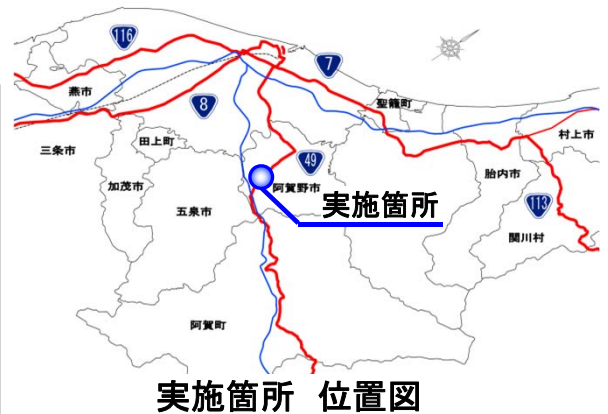 116
7
燕市
8
聖籠町
三条市
田上町
村上市
49
加茂市
阿賀野市
胎内市
五泉市
実施箇所
113
関川村
阿賀町
実施箇所 位置図